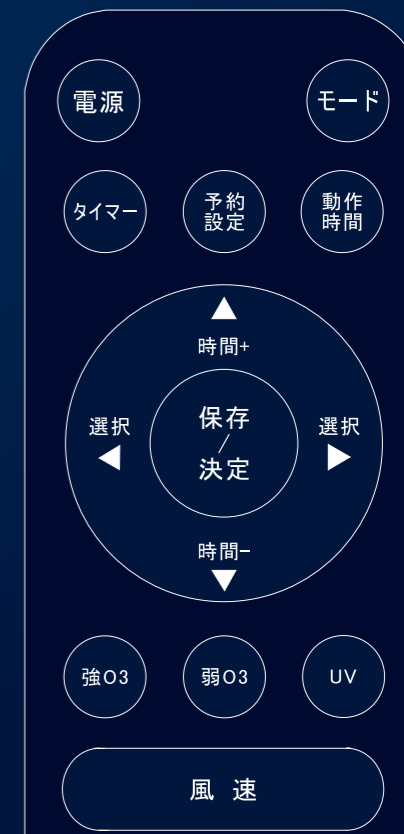 電源
モード
タイマー
予約
設定
動作
時間
時間+
選択
保存
/
決定
選択
時間−
強O3
弱O3
UV
風速